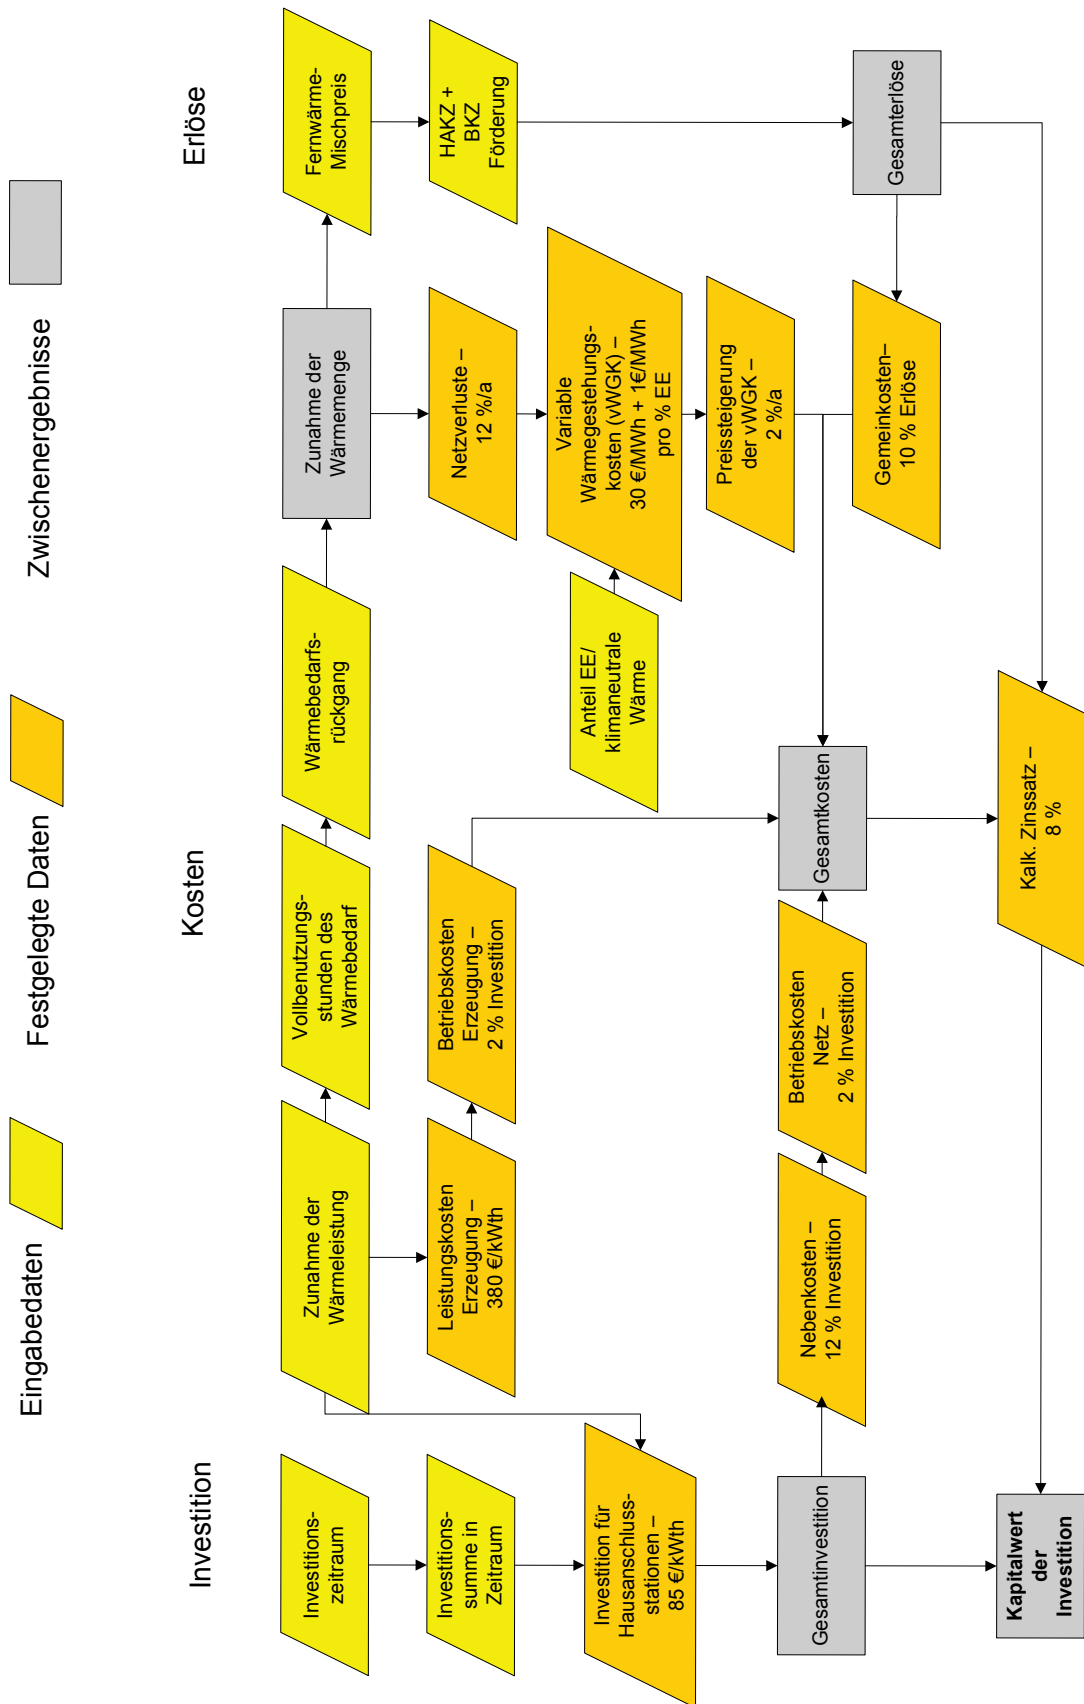 Eingabedaten
Festgelegte Daten
Zwischenergebnisse
Investition
Kosten
Erlöse
Investitions-
zeitraum
Zunahme der
Wärmeleistung
Vollbenutzungs-
stunden des
Wärmebedarf
Wärmebedarfs-
rückgang
Zunahme der
Wärmemenge
Fernwärme-
Mischpreis
Investitions-
summe in
Zeitraum
Leistungskosten
Erzeugung –
380 €/kWth
Betriebskosten
Erzeugung –
2 % Investition
Netzverluste –
12 %/a
HAKZ +
BKZ
Förderung
Investition für
Hausanschluss-
stationen –
85 €/kWth
Anteil EE/
klimaneutrale
Wärme
Variable
Wärmegestehungs-
kosten (vWGK) –
30 €/MWh + 1€/MWh
pro % EE
Preissteigerung
der vWGK –
2 %/a
Gesamtinvestition
Nebenkosten –
12 % Investition
Betriebskosten
Netz –
2 % Investition
Gesamtkosten
Gemeinkosten–
10 % Erlöse
Gesamterlöse
Kapitalwert
der
Investition
Kalk. Zinssatz –
8 %